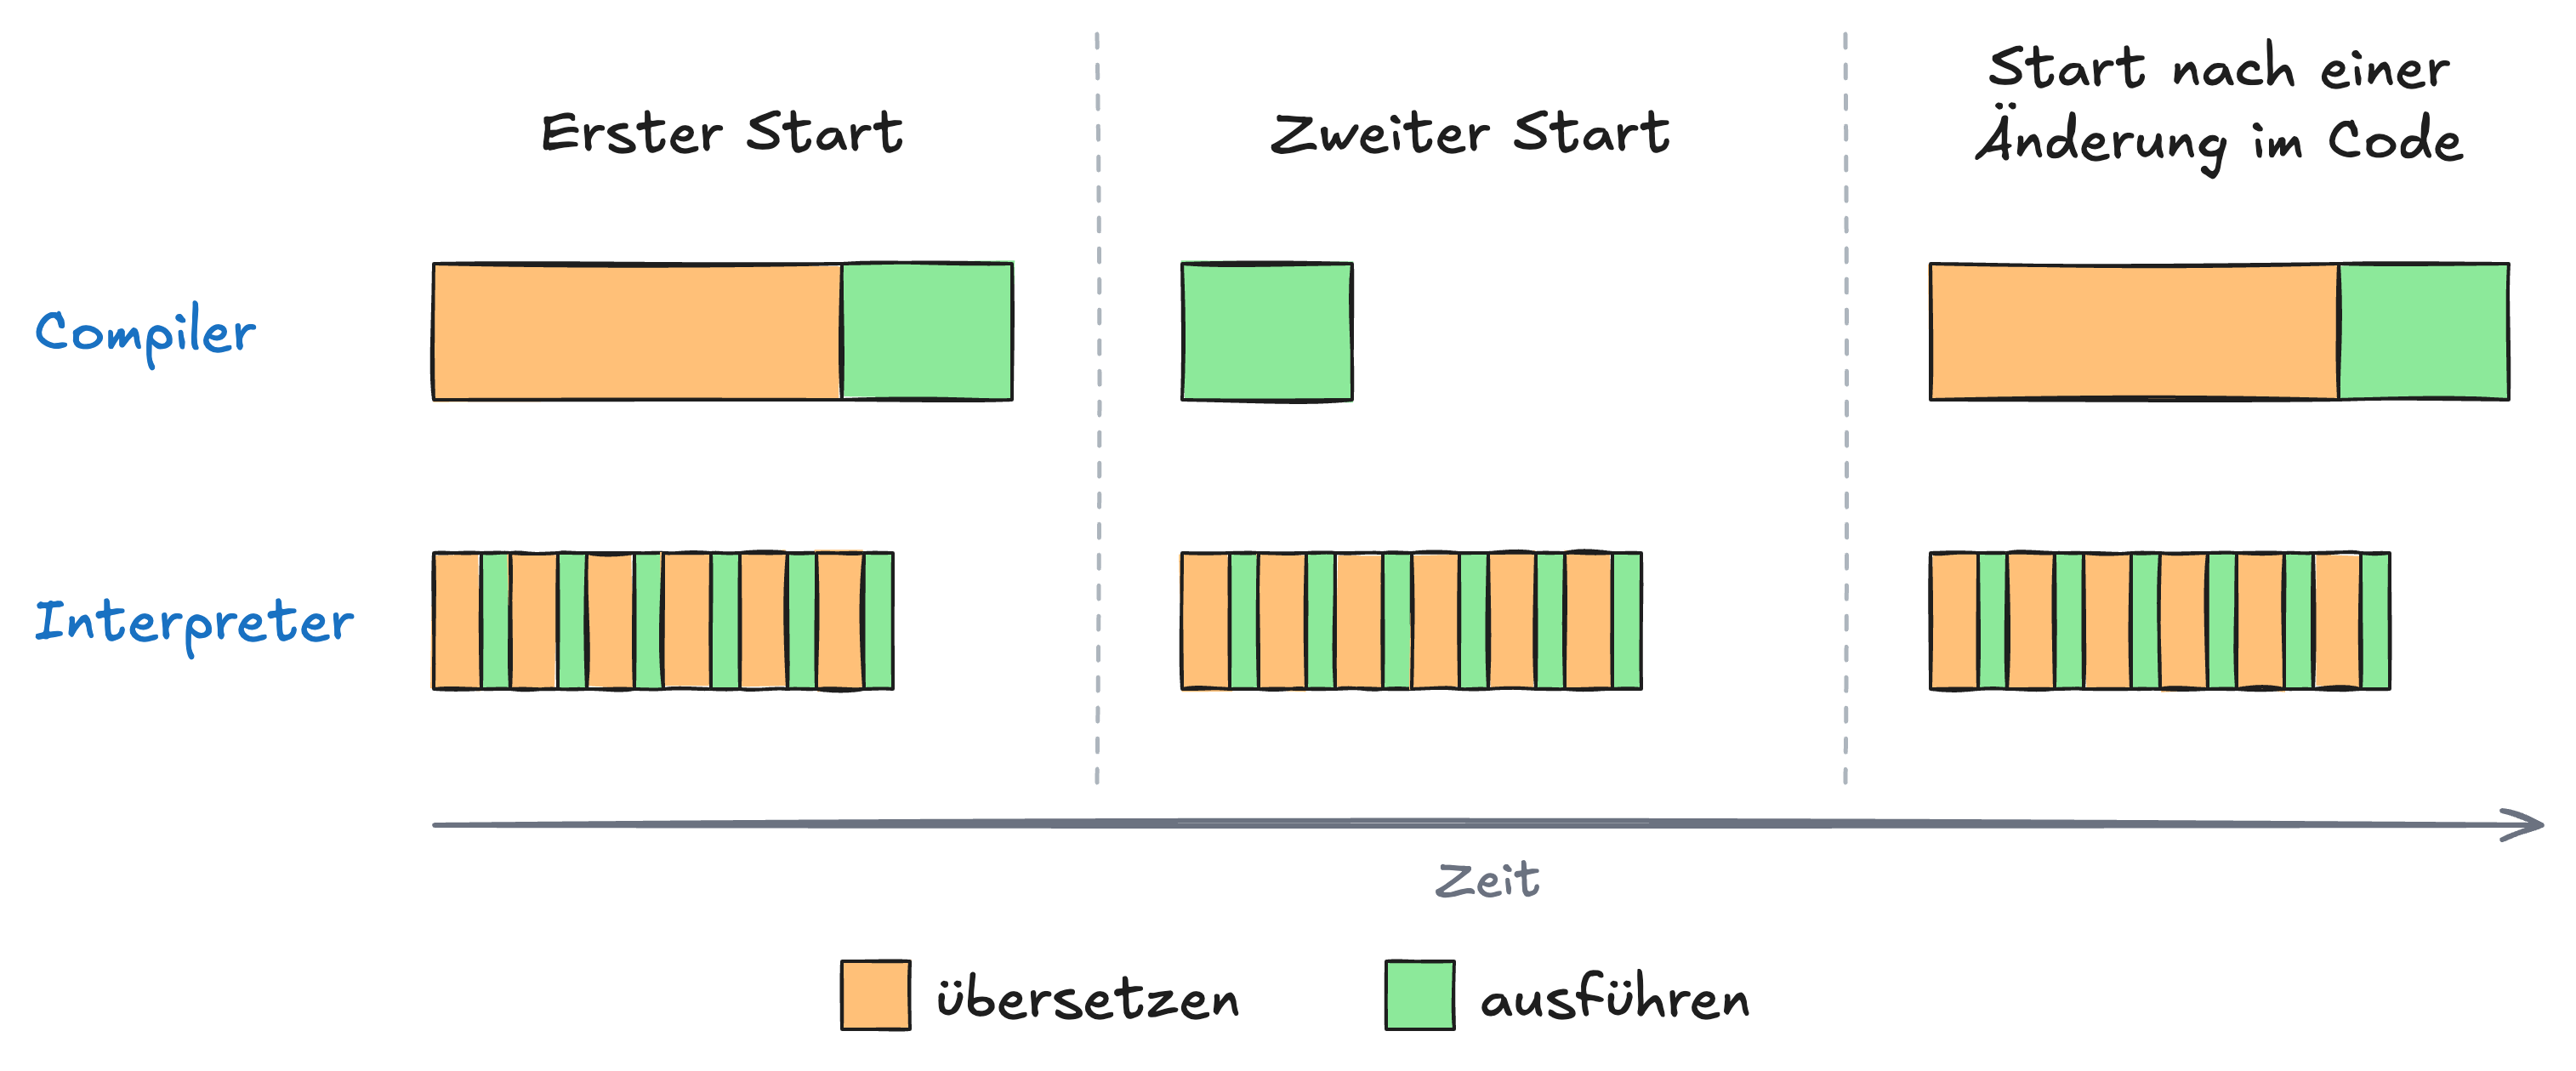 Erster Start
Zweiter Start
Start nach einer
Änderung im Code
Compiler
Interpreter
Zeit
übersetzen
ausführen